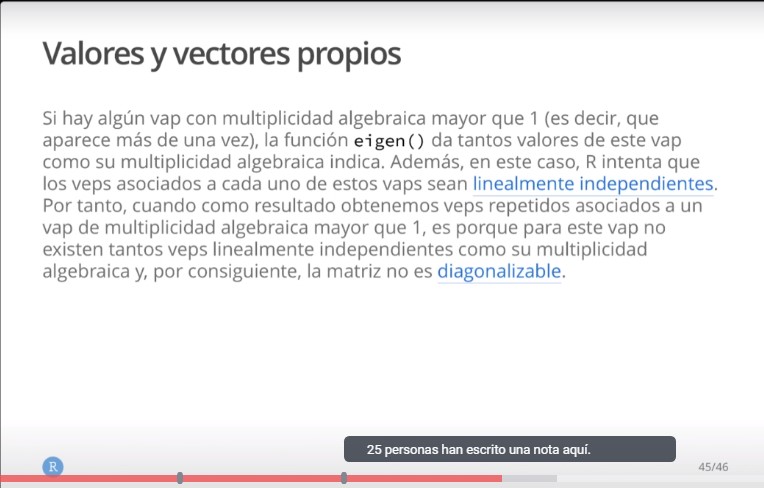 Valores y vectores propios
Si hay algún vap con multiplicidad algebraica mayor que 1 (es decir, que
aparece más de una vez), la función eigen() da tantos valores de este vap
como su multiplicidad algebraica indica. Además, en este caso, R intenta que
los veps asociados a cada uno de estos vaps sean linealmente independientes.
Por tanto, cuando como resultado obtenemos veps repetidos asociados a un
vap de multiplicidad algebraica mayor que 1, es porque para este vap no
existen tantos veps linealmente independientes como su multiplicidad
algebraica y, por consiguiente, la matriz no es diagonalizable.
25 personas han escrito una nota aquí.
R
45/46